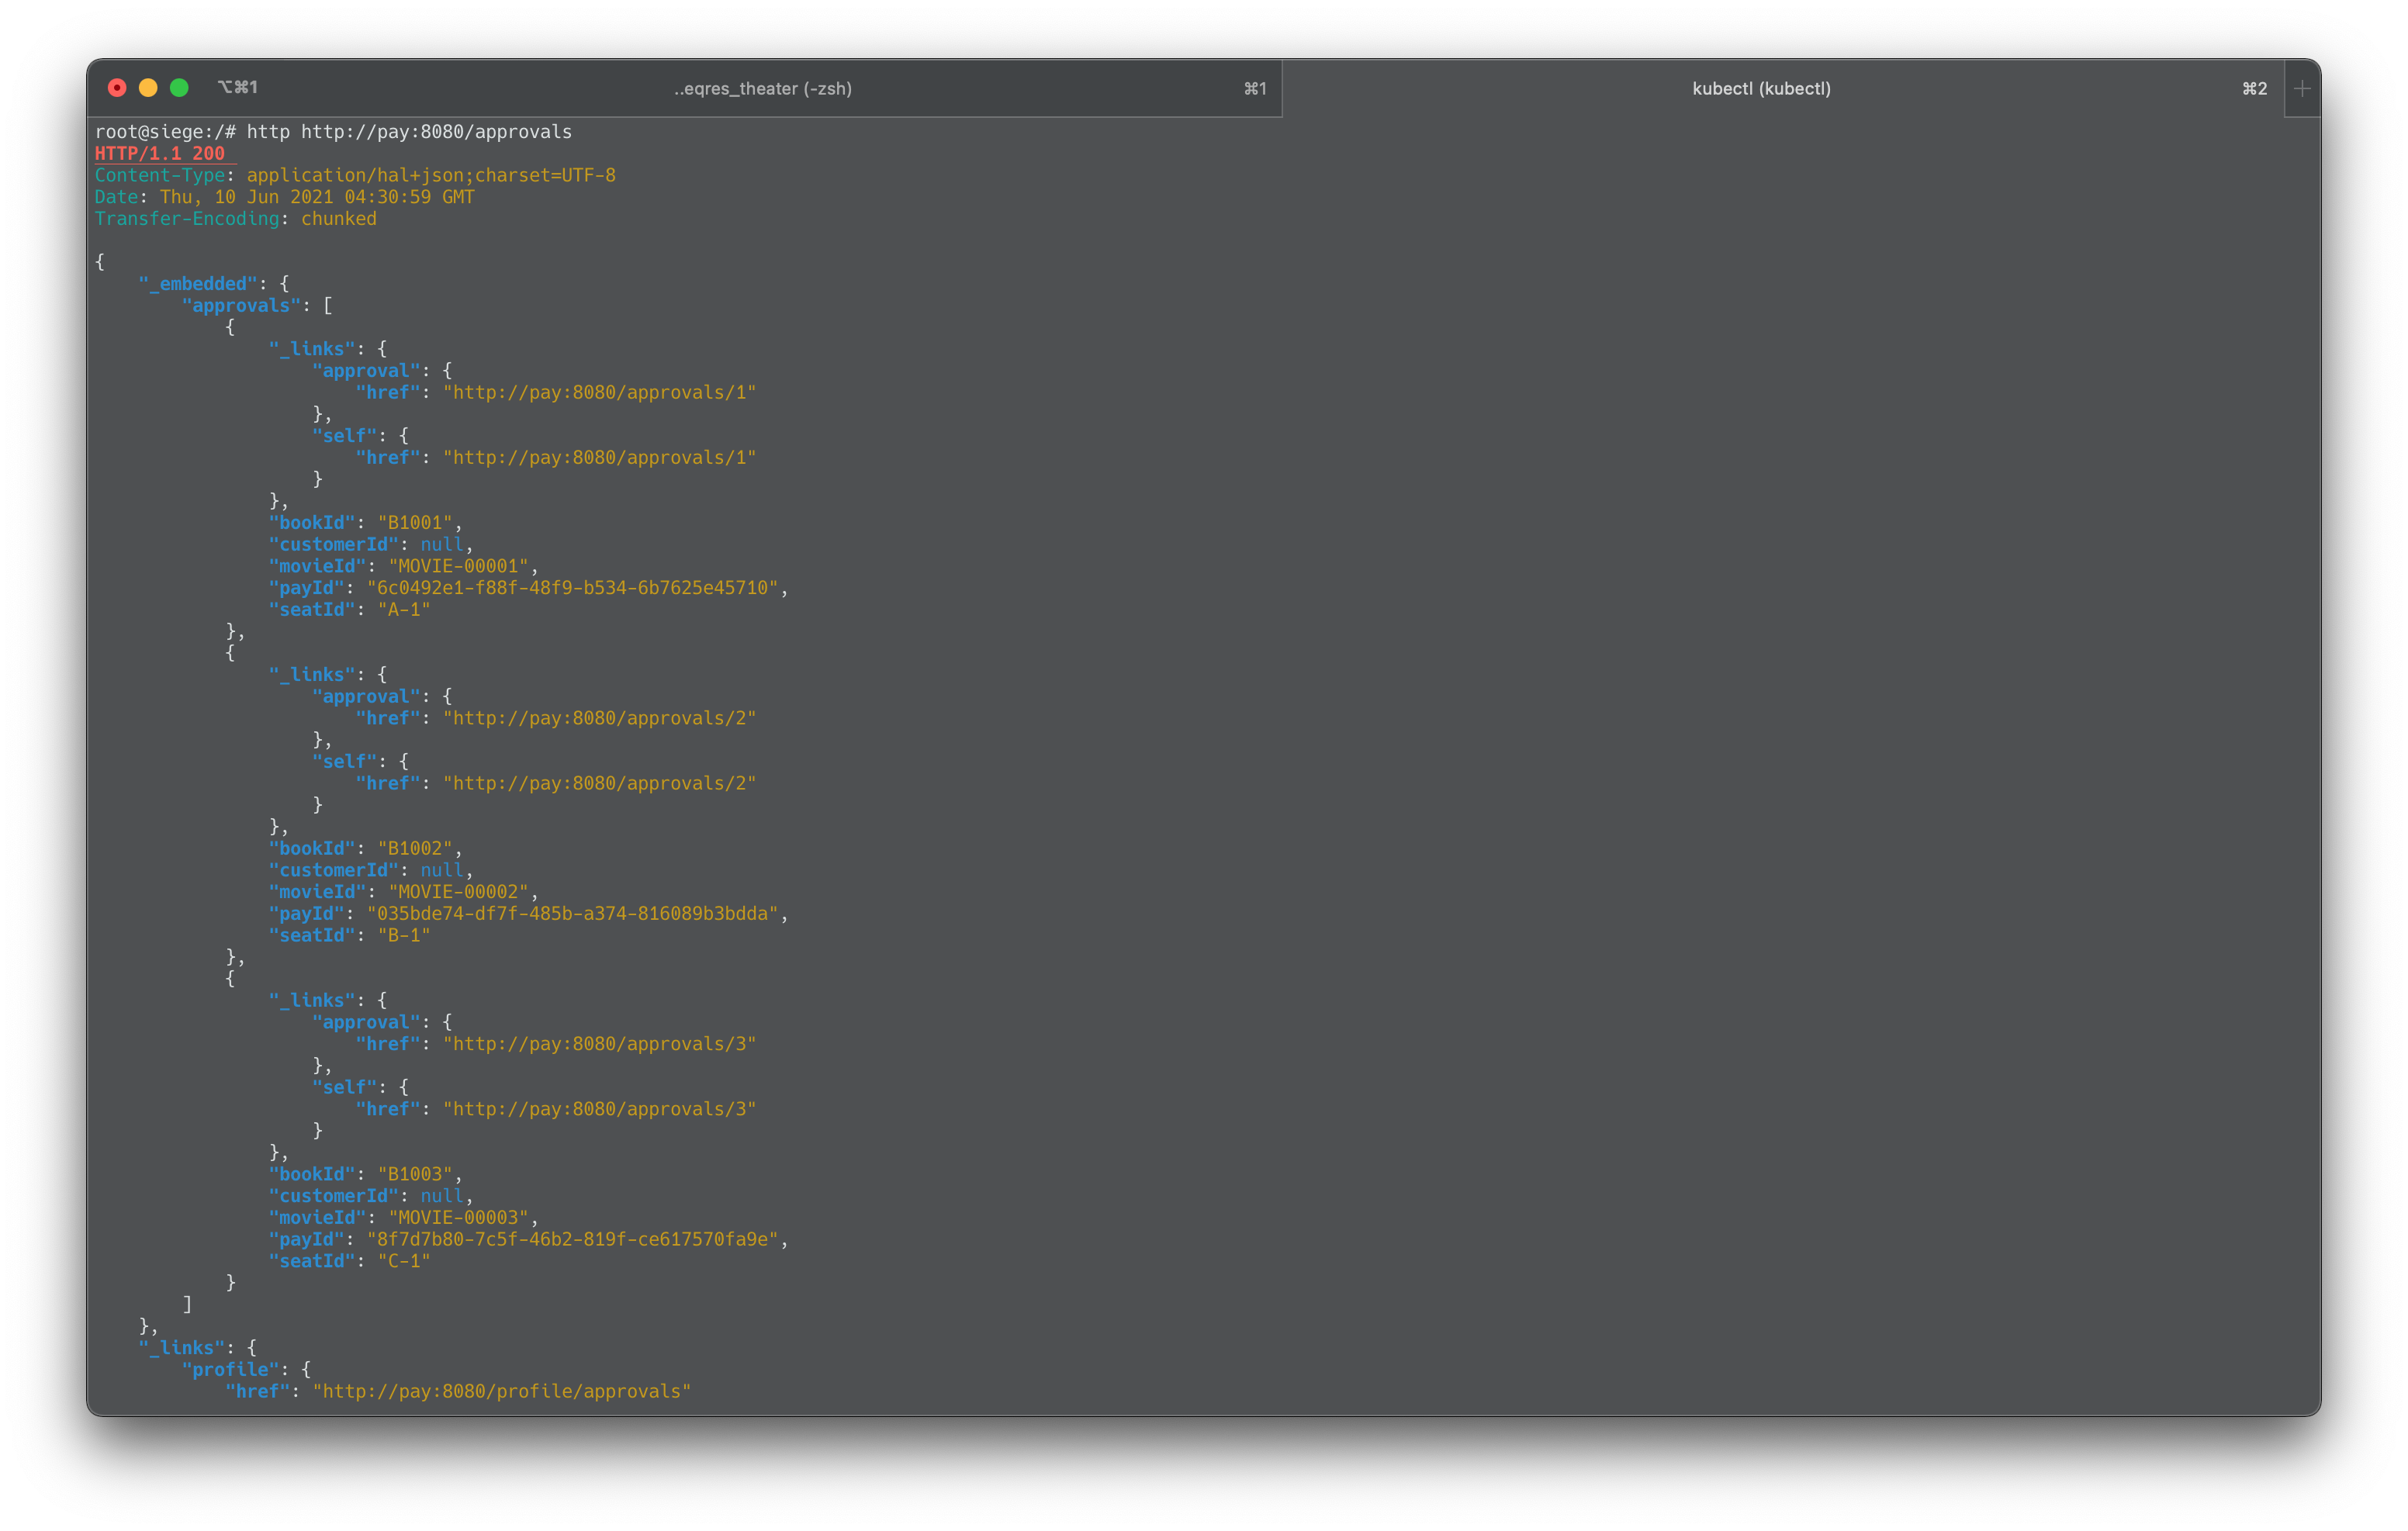 ⌥⌘1 ..eqres_theater (-zsh) ⌘1 kubectl (kubectl) ⌘2
root@siege:/# http http://pay:8080/approvals
HTTP/1.1 200
Content-Type: application/hal+json;charset=UTF-8
Date: Thu, 10 Jun 2021 04:30:59 GMT
Transfer-Encoding: chunked
{
    "_embedded": {
        "approvals": [
            {
                "_links": {
                    "approval": {
                        "href": "http://pay:8080/approvals/1"
                    },
                    "self": {
                        "href": "http://pay:8080/approvals/1"
                    }
                },
                "bookId": "B1001",
                "customerId": null,
                "movieId": "MOVIE-00001",
                "payId": "6c0492e1-f88f-48f9-b534-6b7625e45710",
                "seatId": "A-1"
            },
            {
                "_links": {
                    "approval": {
                        "href": "http://pay:8080/approvals/2"
                    },
                    "self": {
                        "href": "http://pay:8080/approvals/2"
                    }
                },
                "bookId": "B1002",
                "customerId": null,
                "movieId": "MOVIE-00002",
                "payId": "035bde74-df7f-485b-a374-816089b3bdda",
                "seatId": "B-1"
            },
            {
                "_links": {
                    "approval": {
                        "href": "http://pay:8080/approvals/3"
                    },
                    "self": {
                        "href": "http://pay:8080/approvals/3"
                    }
                },
                "bookId": "B1003",
                "customerId": null,
                "movieId": "MOVIE-00003",
                "payId": "8f7d7b80-7c5f-46b2-819f-ce617570fa9e",
                "seatId": "C-1"
            }
        ]
    },
    "_links": {
        "profile": {
            "href": "http://pay:8080/profile/approvals"